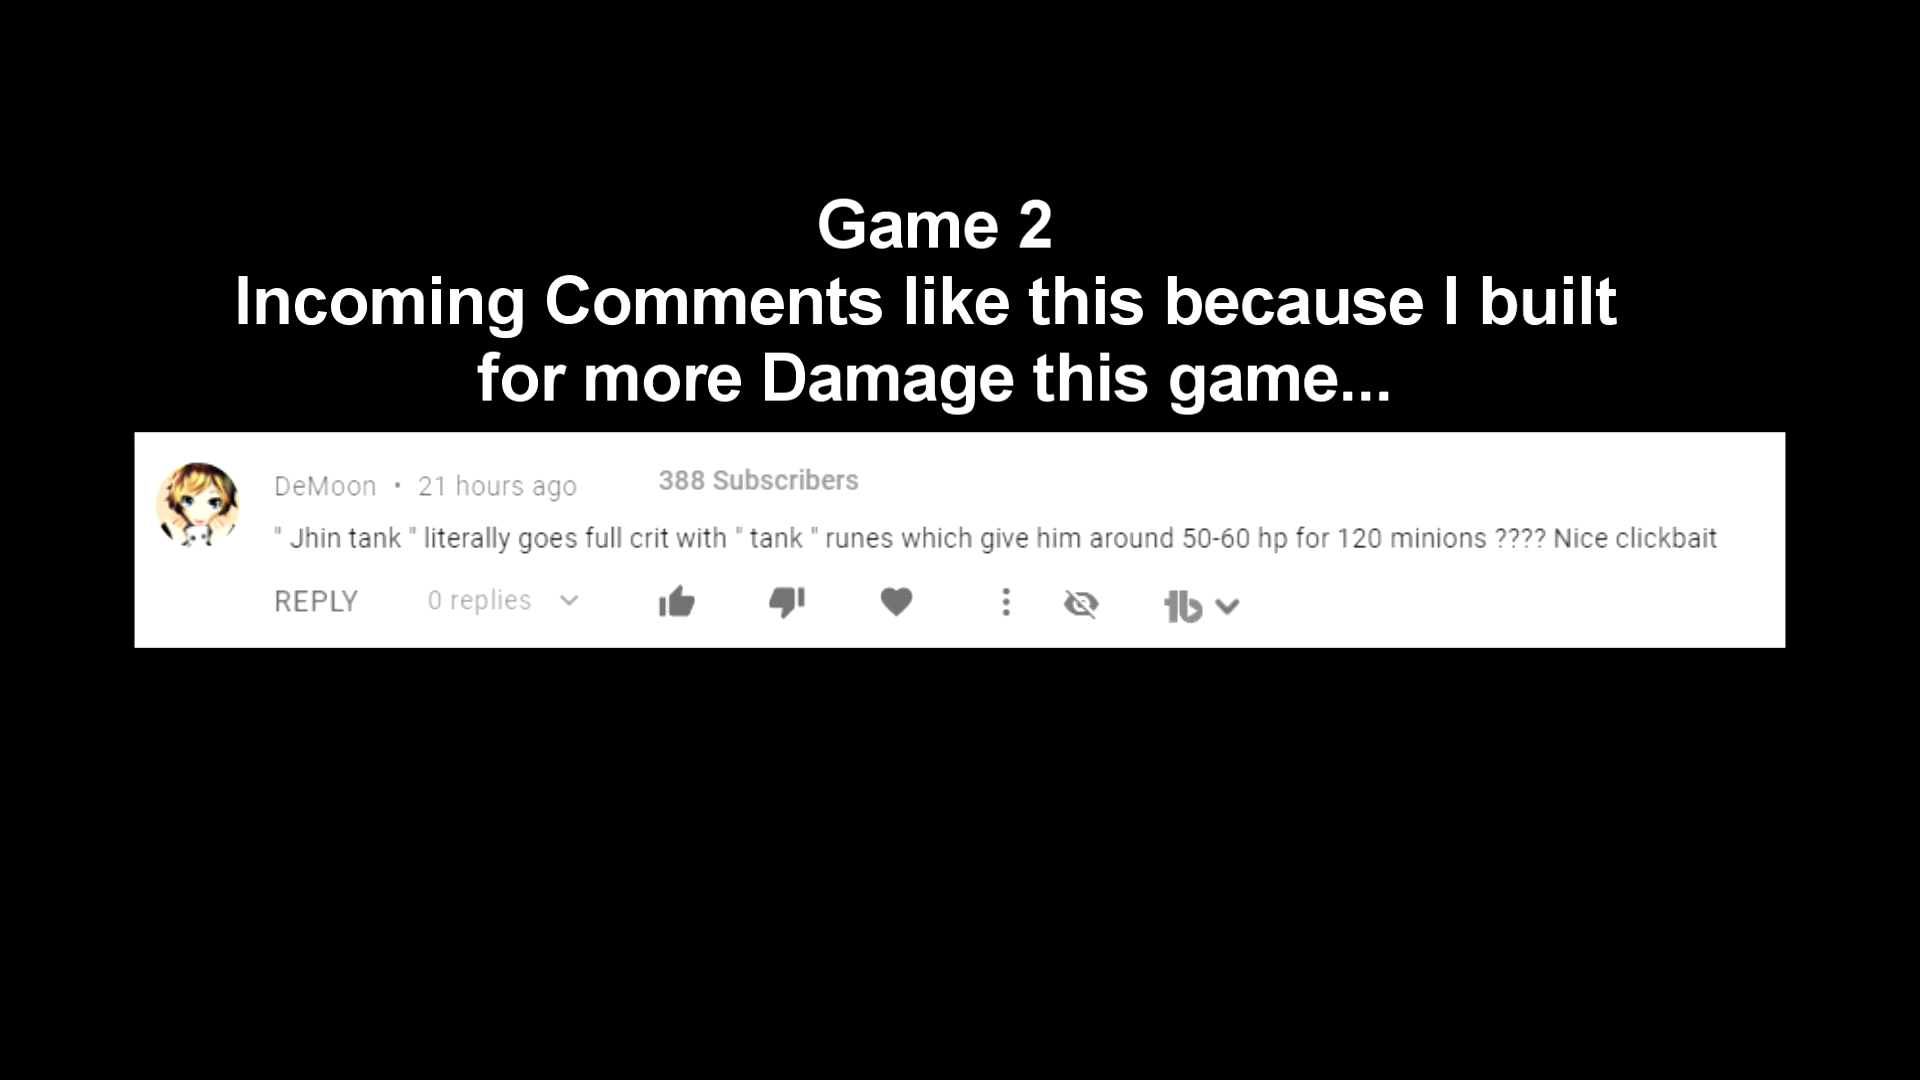 Game 2
Incoming Comments like this because I built
for more Damage this game...
DeMoon • 21 hours ago 388 Subscribers
" Jhin tank " literally goes full crit with " tank " runes which give him around 50-60 hp for 120 minions ???? Nice clickbait
REPLY 0 replies